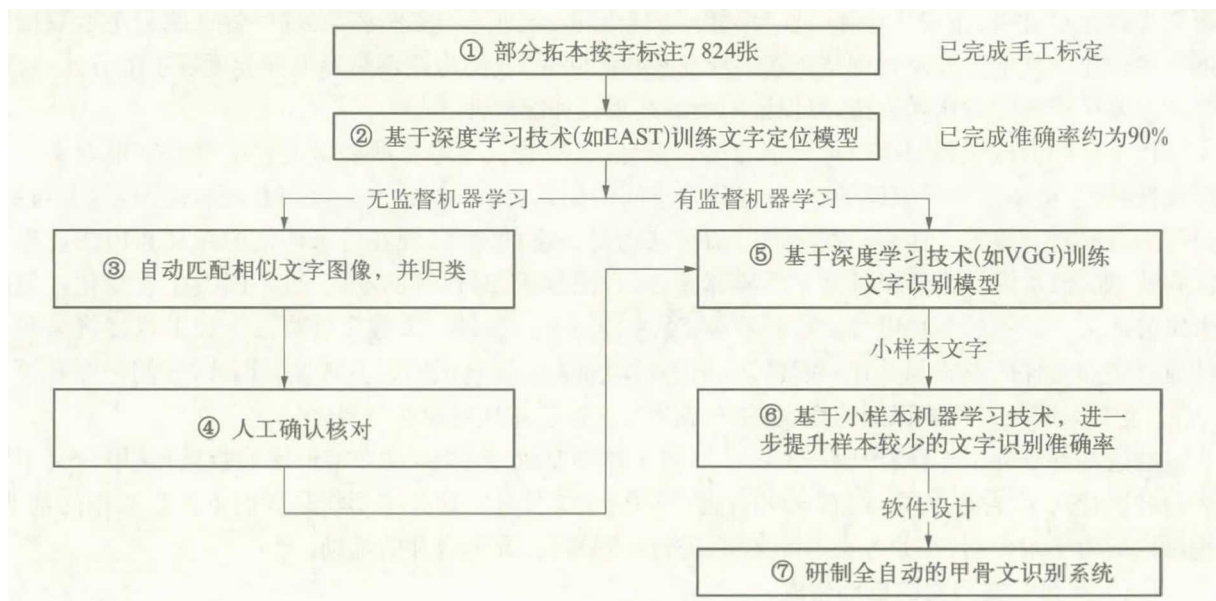 ① 部分拓本按字标注7 824张
已完成手工标定
② 基于深度学习技术(如EAST)训练文字定位模型
已完成准确率约为90%
无监督机器学习
有监督机器学习
③ 自动匹配相似文字图像，并归类
⑤ 基于深度学习技术(如VGG)训练
文字识别模型
小样本文字
④ 人工确认核对
⑥ 基于小样本机器学习技术，进一
步提升样本较少的文字识别准确率
软件设计
⑦ 研制全自动的甲骨文识别系统